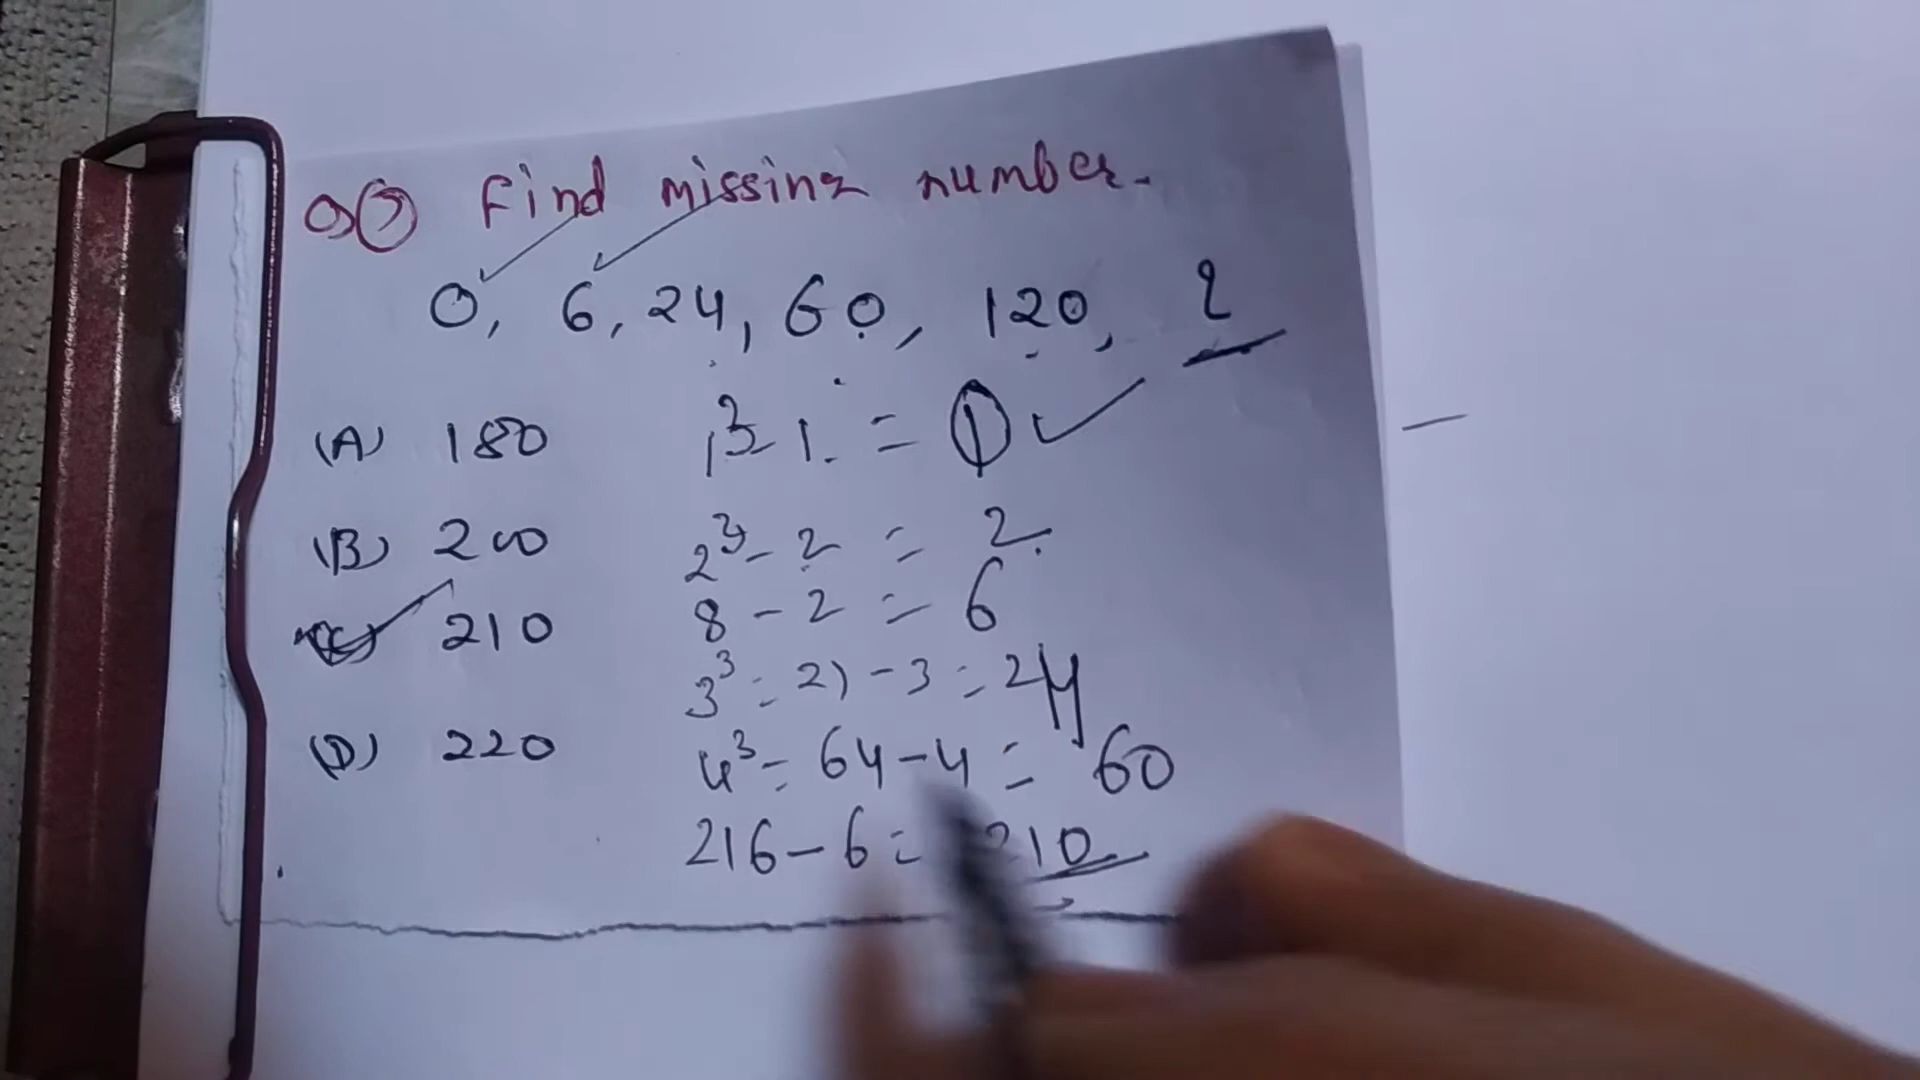 Q(7) Find missing number.
0, 6, 24, 60, 120, ?
(A) 180
(B) 200
(C) 210
(D) 220
1³-1. = 0
2³-2 = 2.
8-2 = 6
3³ = 27-3 = 24
4³ = 64-4 = 60
216-6 = 210